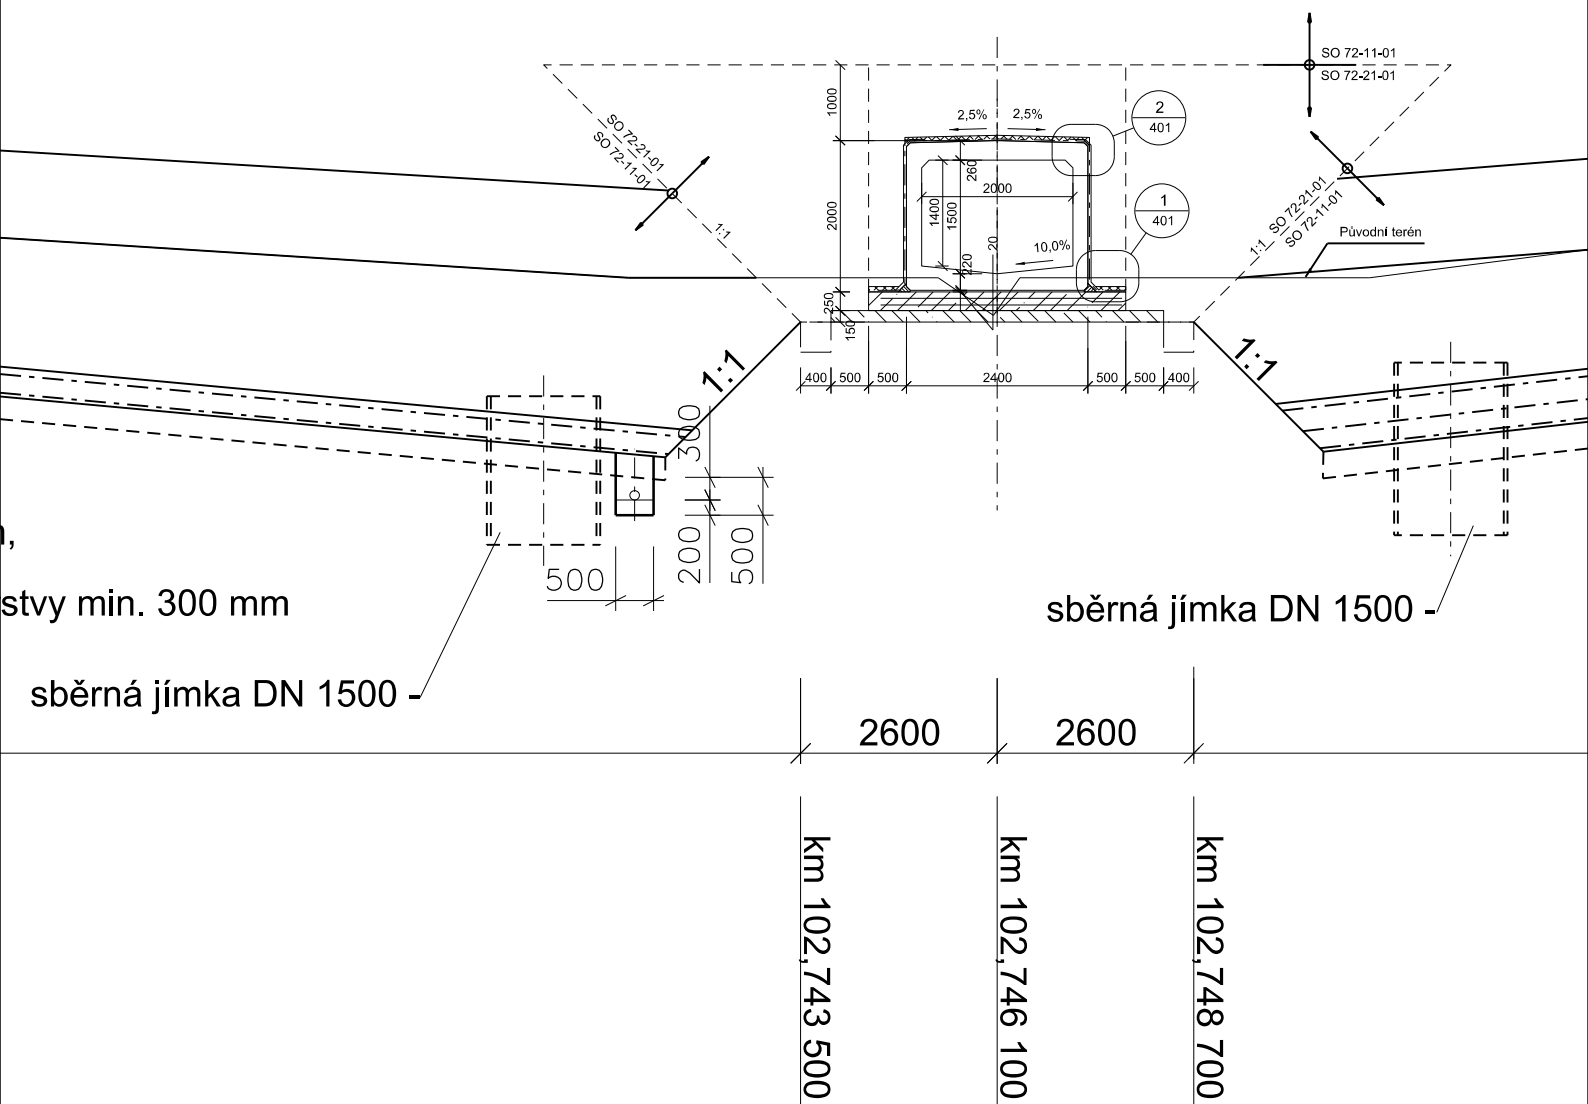 SO 72-11-01
SO 72-21-01
SO 72-21-01
SO 72-11-01
1:1
1000
2,5%
2,5%
2
401
260
2000
2000
1400
1500
1
401
20
10,0%
220
1:1
SO 72-21-01
SO 72-11-01
Původní terén
250
150
1:1
1:1
400
500
500
2400
500
500
400
300
200
500
500
stvy min. 300 mm
sběrná jímka DN 1500 -
sběrná jímka DN 1500 -
2600
2600
km 102,743 500
km 102,746 100
km 102,748 700